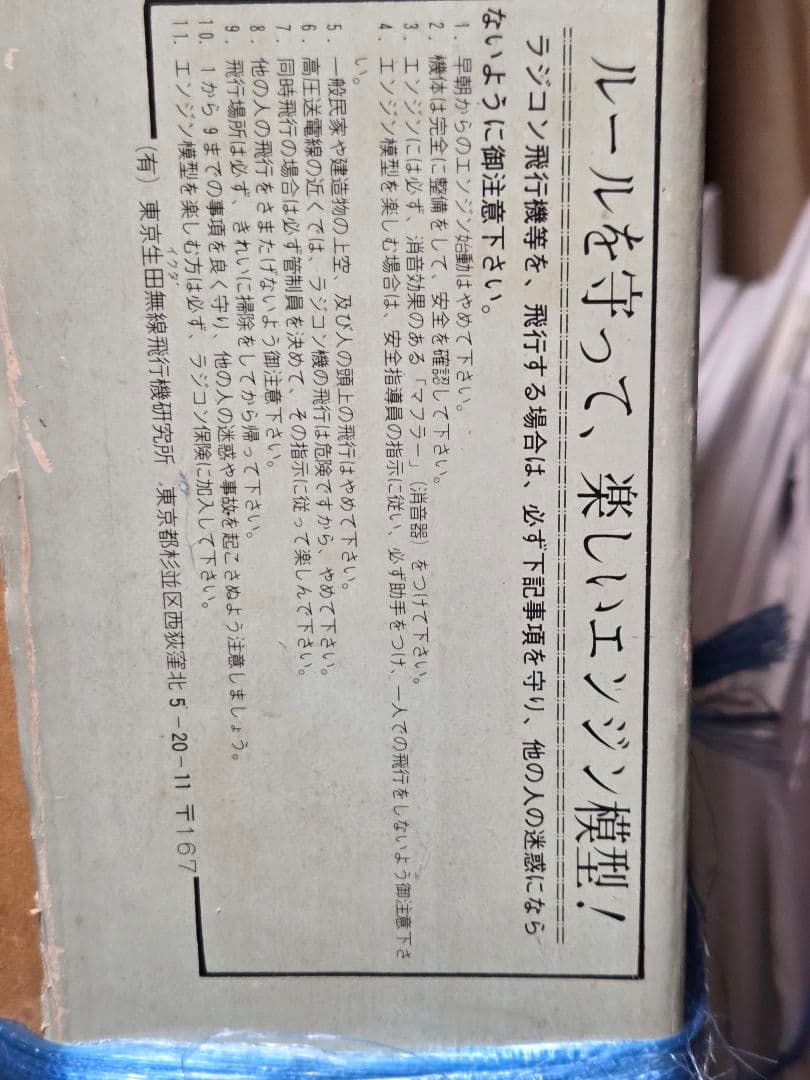 ルールを守って、楽しいエンジン模型!
ラジコン飛行機等を、飛行する場合は、必ず下記事項を守り、他の人の迷惑になら
ないように御注意下さい。
1. 早朝からのエンジン始動はやめて下さい。
2. 機体は完全に整備をして、安全を確認して下さい。
3. エンジンには必ず、消音効果のある「マフラー」(消音器)をつけて下さい。
4. エンジン模型を楽しむ場合は、安全指導員の指示に従い、必ず助手をつけ、一人での飛行をしないよう御注意下さ
い。
5. 一般民家や建造物の上空、及び人の頭上の飛行はやめて下さい。
6. 高圧送電線の近くでは、ラジコン機の飛行は危険ですから、やめて下さい。
7. 同時飛行の場合は必ず管制員を決めて、その指示に従って楽しんで下さい。
8. 他の人の飛行をさまたげないよう御注意下さい。
9. 飛行場所は必ず、きれいに掃除をしてから帰って下さい。
10. 1から9までの事項を良く守り、他の人の迷惑や事故を起こさぬよう注意しましょう。
11. エンジン模型を楽しむ方は必ず、ラジコン保険に加入して下さい。
イクタ
(有) 東京生田無線飛行機研究所 東京都杉並区西荻窪北5-20-11 〒167